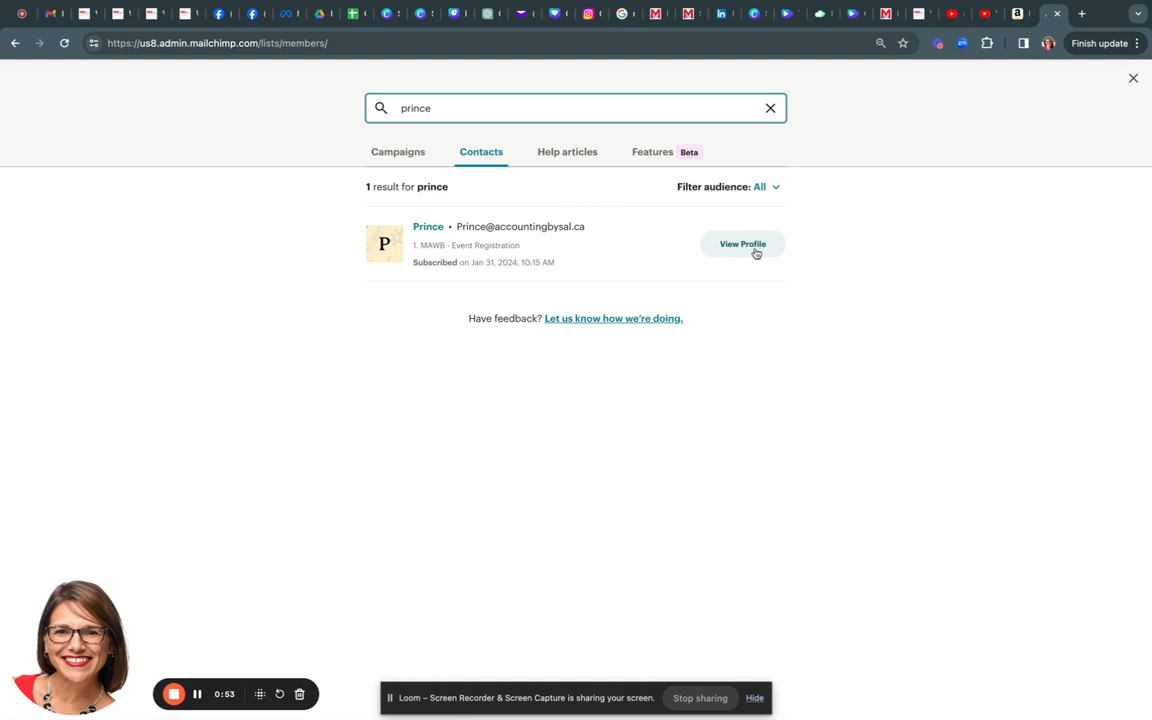 https://us8.admin.mailchimp.com/lists/members/
Finish update
prince
Campaigns Contacts Help articles Features Beta
1 result for prince Filter audience: All
P
Prince • Prince@accountingbysal.ca
1. MAWB - Event Registration
Subscribed on Jan 31, 2024, 10:15 AM
View Profile
Have feedback? Let us know how we're doing.
0:53
Loom – Screen Recorder & Screen Capture is sharing your screen. Stop sharing Hide